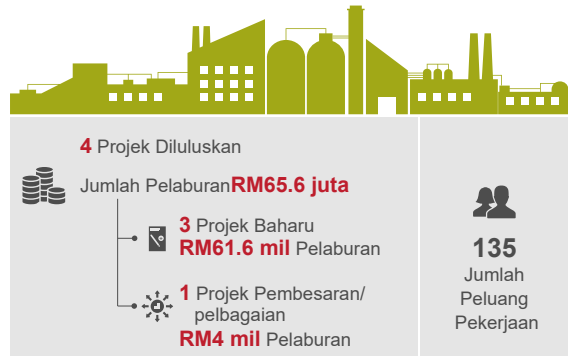 4 Projek Diluluskan
Jumlah PelaburanRM65.6 juta
3 Projek Baharu
RM61.6 mil Pelaburan
1 Projek Pembesaran/
pelbagaian
RM4 mil Pelaburan
135
Jumlah
Peluang
Pekerjaan